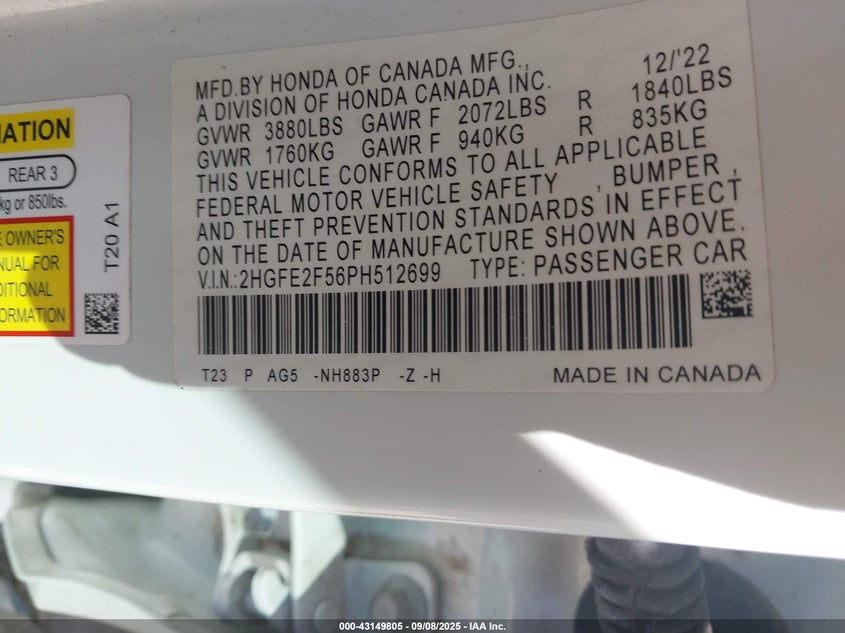 MATION
REAR 3
kg or 850lbs.
E OWNER'S
NUAL FOR
DITIONAL
FORMATION
T20 A1
MFD.BY HONDA OF CANADA MFG., 12/'22
A DIVISION OF HONDA CANADA INC.
GVWR 3880LBS GAWR F 2072LBS R 1840LBS
GVWR 1760KG GAWR F 940KG R 835KG
THIS VEHICLE CONFORMS TO ALL APPLICABLE
FEDERAL MOTOR VEHICLE SAFETY , BUMPER ,
AND THEFT PREVENTION STANDARDS IN EFFECT
ON THE DATE OF MANUFACTURE SHOWN ABOVE.
V.I.N.:2HGFE2F56PH512699 TYPE: PASSENGER CAR
T23 P AG5 -NH883P -Z -H MADE IN CANADA
000-43149805 - 09/08/2025 - IAA Inc.